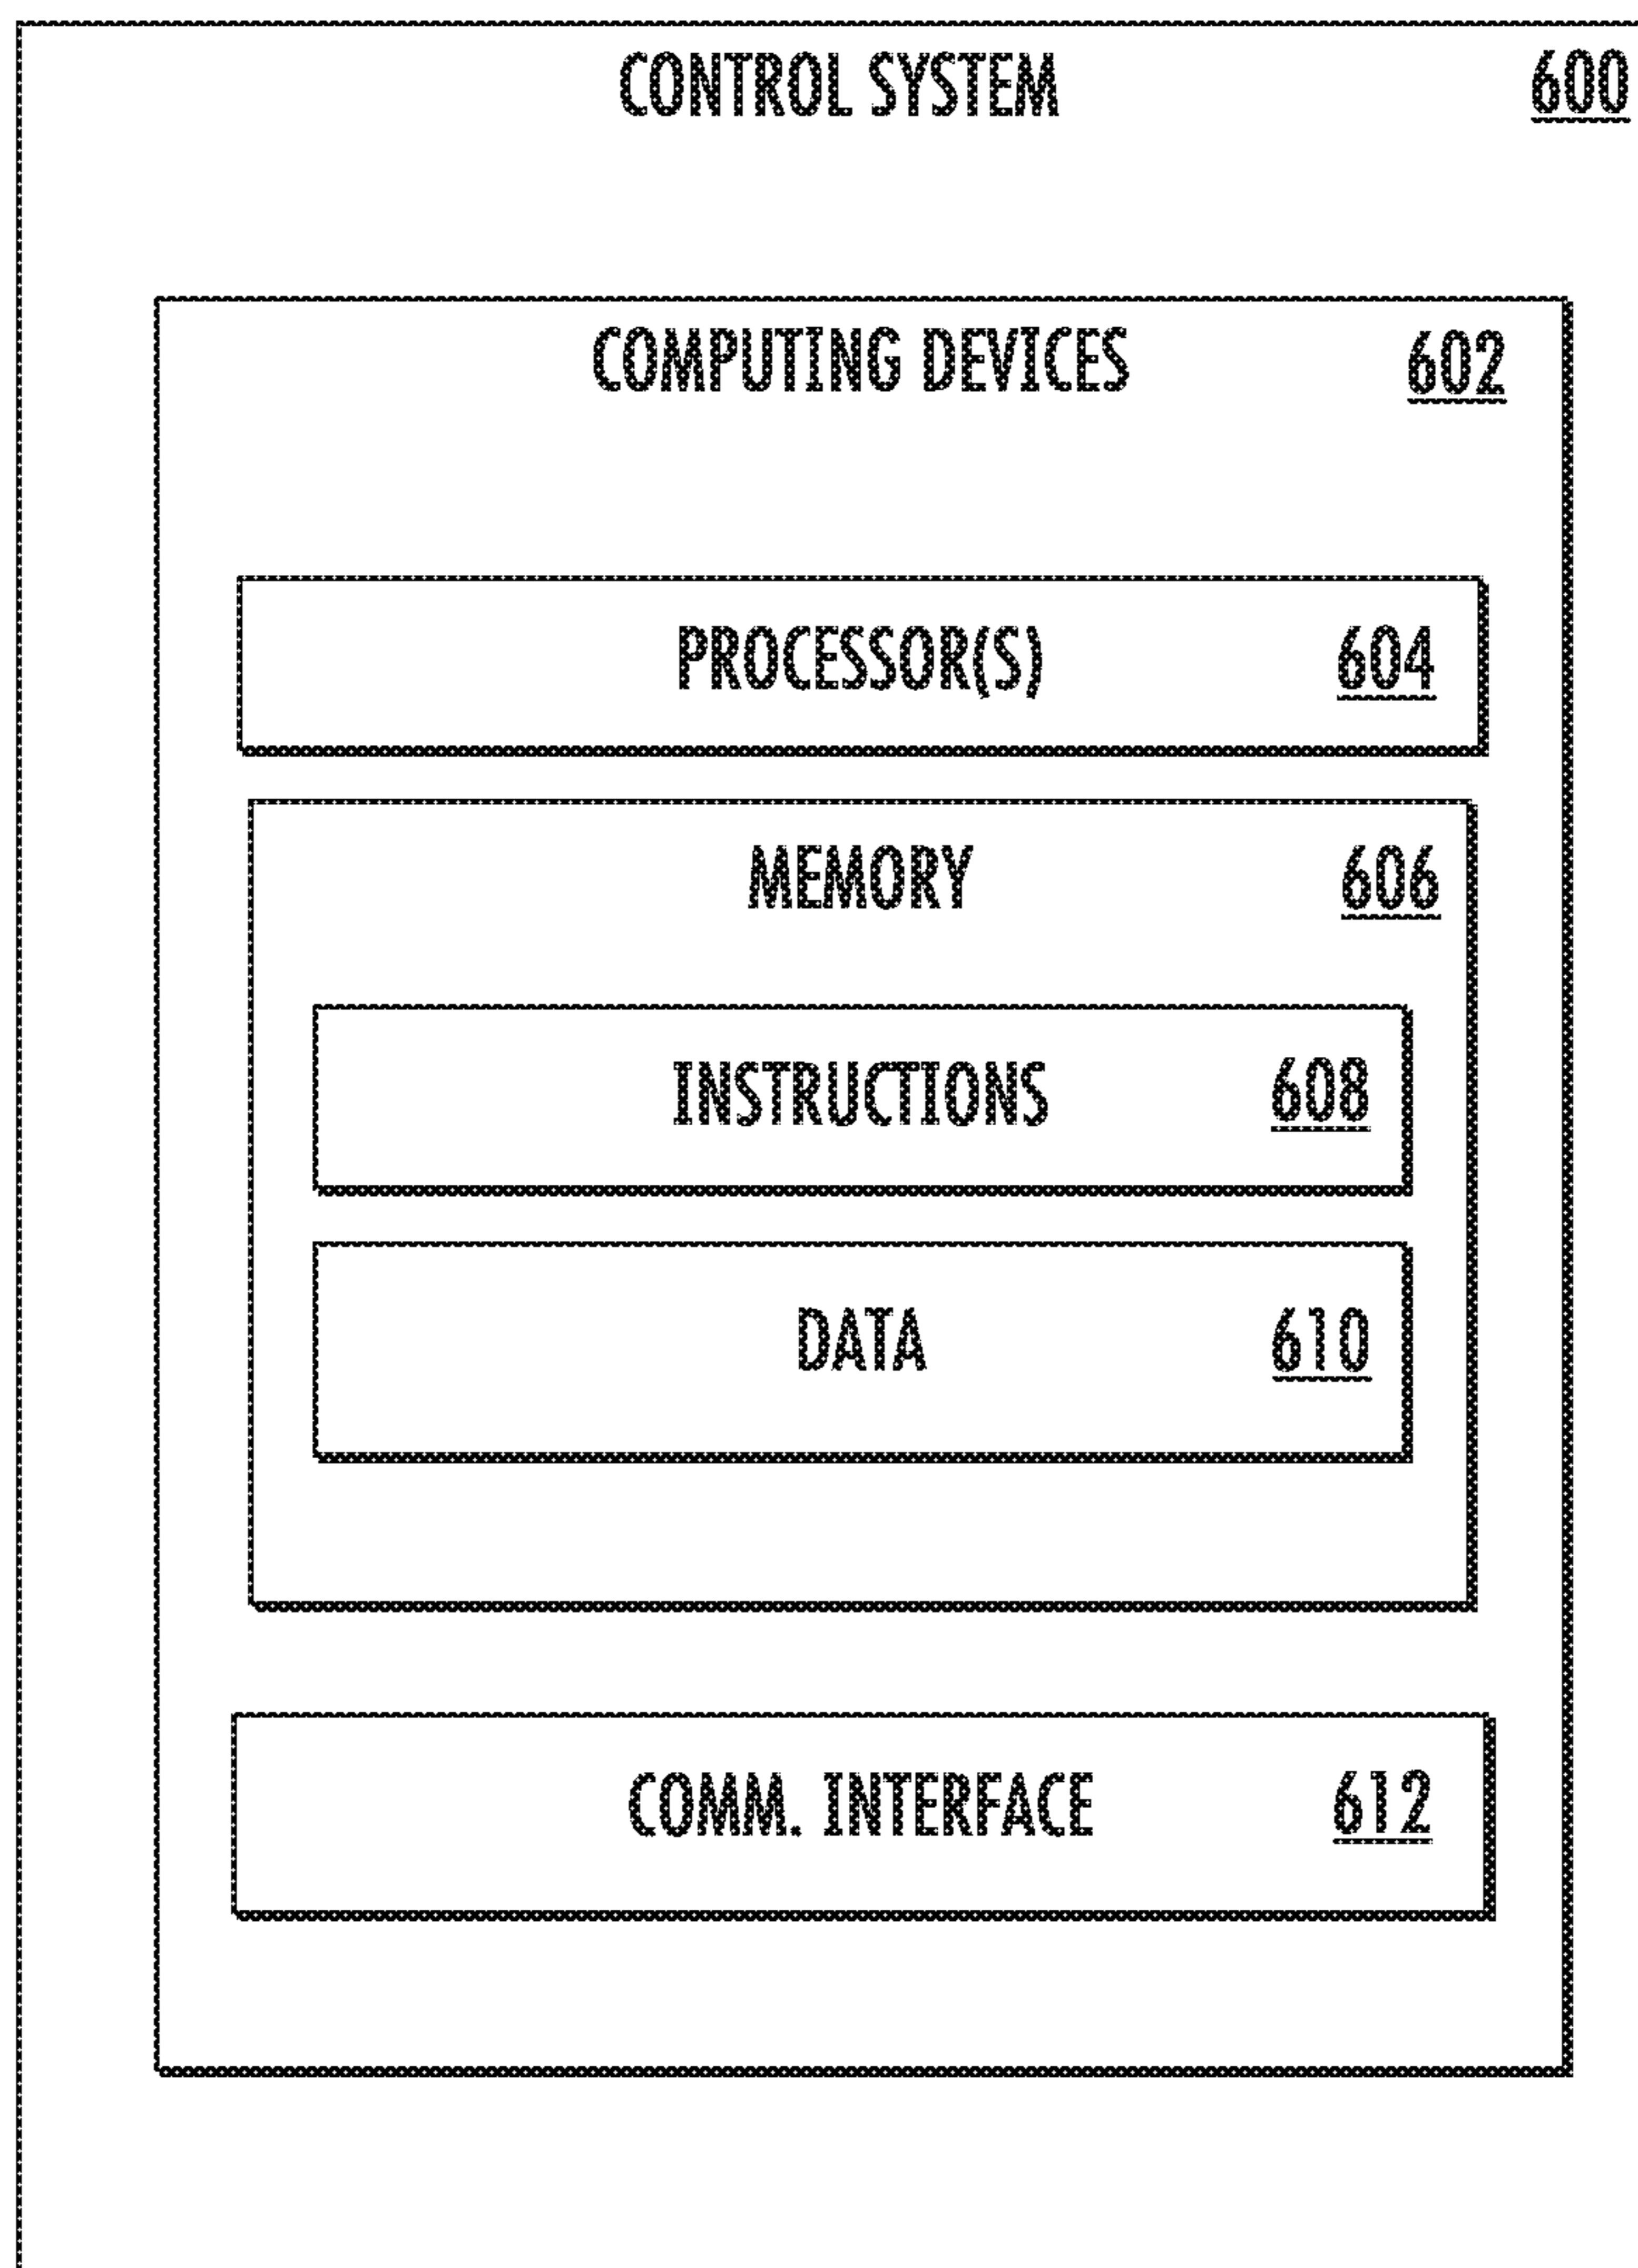 CONTROL SYSTEM 600
COMPUTING DEVICES 602
PROCESSOR(S) 604
MEMORY 606
INSTRUCTIONS 608
DATA 610
COMM. INTERFACE 612